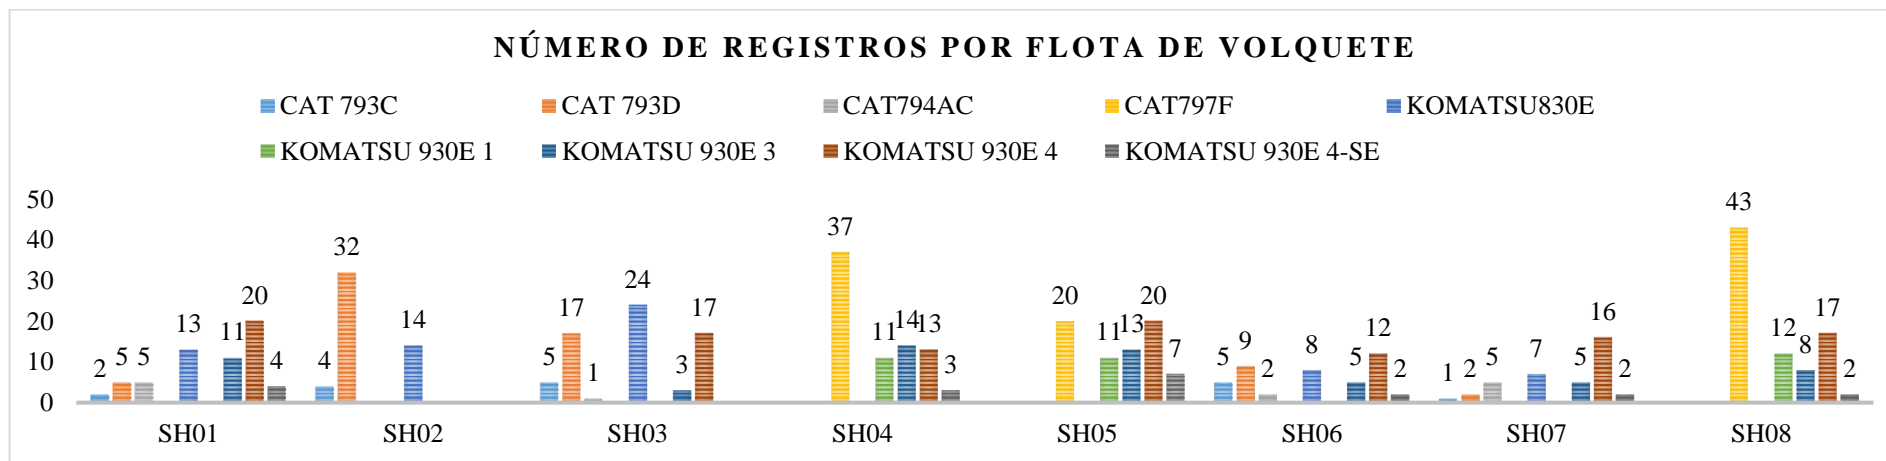 NÚMERO DE REGISTROS POR FLOTA DE VOLQUETE
CAT 793C CAT 793D CAT794AC CAT797F KOMATSU830E
KOMATSU 930E 1 KOMATSU 930E 3 KOMATSU 930E 4 KOMATSU 930E 4-SE
50
40
30
20
10
0
2 5 5 13 11 20 4
4 32 14
5 17 1 24 3 17
37 11 14 13 3
20 11 13 20 7
5 9 2 8 5 12 2
1 2 5 7 5 16 2
43 12 8 17 2
SH01 SH02 SH03 SH04 SH05 SH06 SH07 SH08